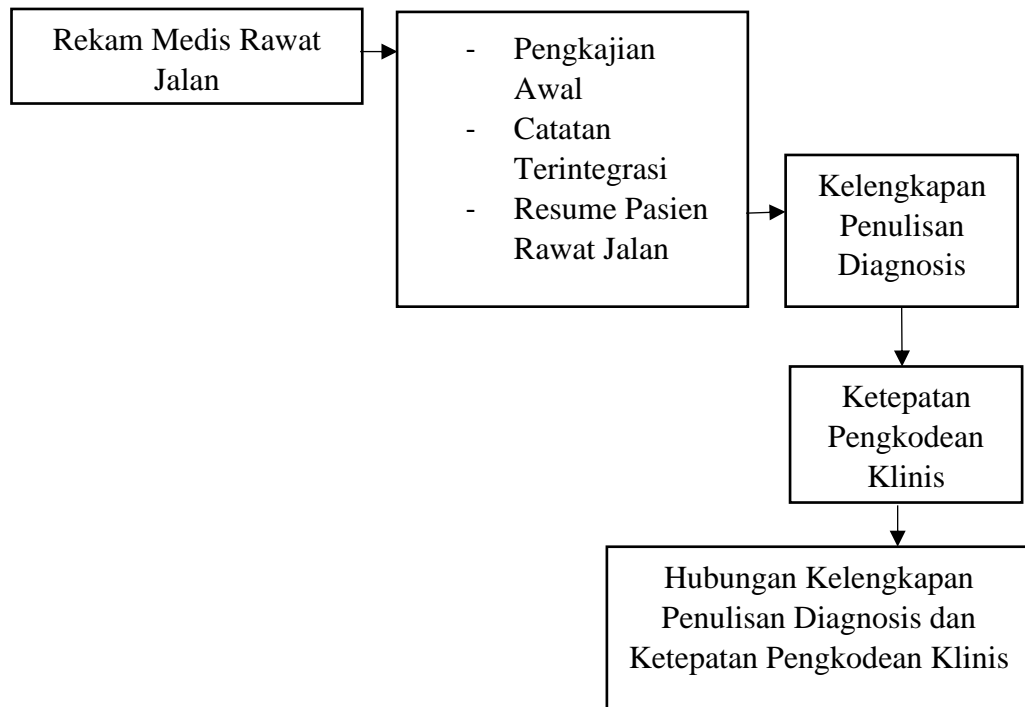 Rekam Medis Rawat
Jalan
- Pengkajian
Awal
- Catatan
Terintegrasi
- Resume Pasien
Rawat Jalan
Kelengkapan
Penulisan
Diagnosis
Ketepatan
Pengkodean
Klinis
Hubungan Kelengkapan
Penulisan Diagnosis dan
Ketepatan Pengkodean Klinis